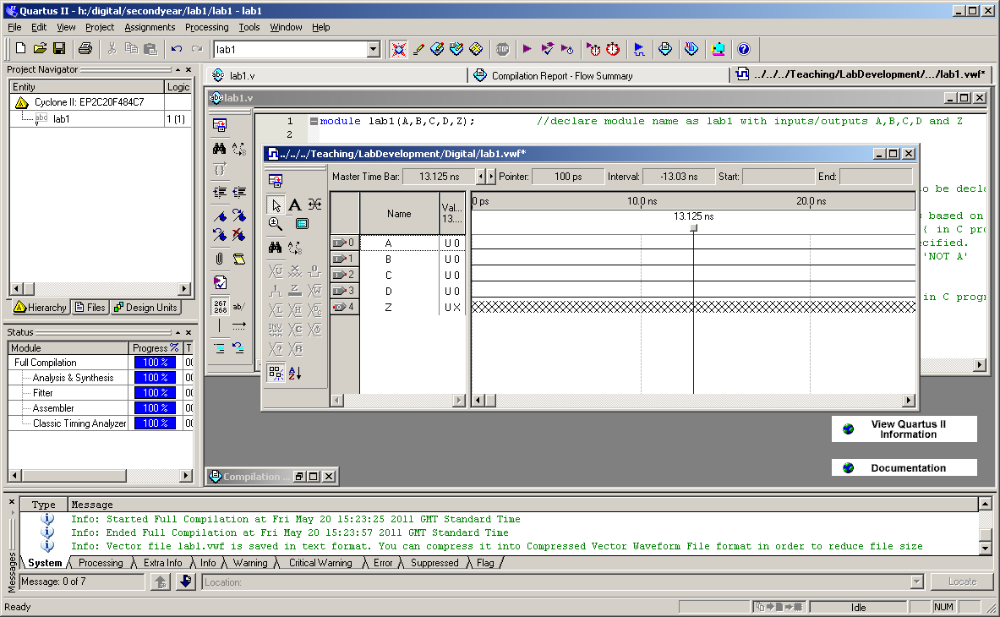 Quartus II - h:/digital/secondyear/lab1/lab1 - lab1
File Edit View Project Assignments Processing Tools Window Help
lab1
STOP
Project Navigator
Entity Logic
Cyclone II: EP2C20F484C7
lab1 1 (1)
Hierarchy Files Design Units
Status
Module Progress % T
Full Compilation 100 % 00
Analysis & Synthesis 100 % 00
Fitter 100 % 00
Assembler 100 % 00
Classic Timing Analyzer 100 % 00
lab1.v
Compilation Report - Flow Summary
../../../Teaching/LabDevelopment/.../lab1.vwf*
lab1.v
1 module lab1(A,B,C,D,Z); //declare module name as lab1 with inputs/outputs A,B,C,D and Z
2
267
268
ab/
o be decla
s based on
{ in C pro
cified.
'NOT A'
in C progr
../../../Teaching/LabDevelopment/Digital/lab1.vwf*
Master Time Bar: 13.125 ns Pointer: 100 ps Interval: -13.03 ns Start: End:
Name Val... 13....
0 ps 10.0 ns 20.0 ns
13.125 ns
0 A U 0
1 B U 0
2 C U 0
3 D U 0
4 Z U X
View Quartus II
Information
Documentation
Compilation ...
Type Message
Info: Started Full Compilation at Fri May 20 15:23:25 2011 GMT Standard Time
Info: Ended Full Compilation at Fri May 20 15:23:57 2011 GMT Standard Time
Info: Vector file lab1.vwf is saved in text format. You can compress it into Compressed Vector Waveform File format in order to reduce file size
System Processing Extra Info Info Warning Critical Warning Error Suppressed Flag
Messages
Message: 0 of 7 Location: Locate
Ready Idle NUM